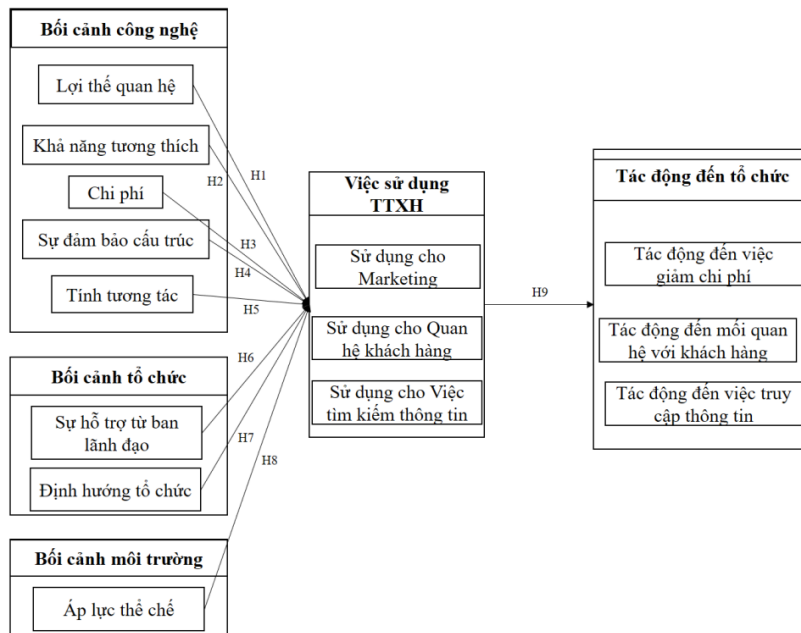 Bối cảnh công nghệ
Lợi thế quan hệ
Khả năng tương thích
Chi phí
Sự đảm bảo cấu trúc
Tính tương tác
H1
H2
H3
H4
H5
Bối cảnh tổ chức
Sự hỗ trợ từ ban
lãnh đạo
Định hướng tổ chức
H6
H7
H8
Bối cảnh môi trường
Áp lực thể chế
Việc sử dụng
TTXH
Sử dụng cho
Marketing
Sử dụng cho Quan
hệ khách hàng
Sử dụng cho Việc
tìm kiếm thông tin
H9
Tác động đến tổ chức
Tác động đến việc
giảm chi phí
Tác động đến mối quan
hệ với khách hàng
Tác động đến việc truy
cập thông tin